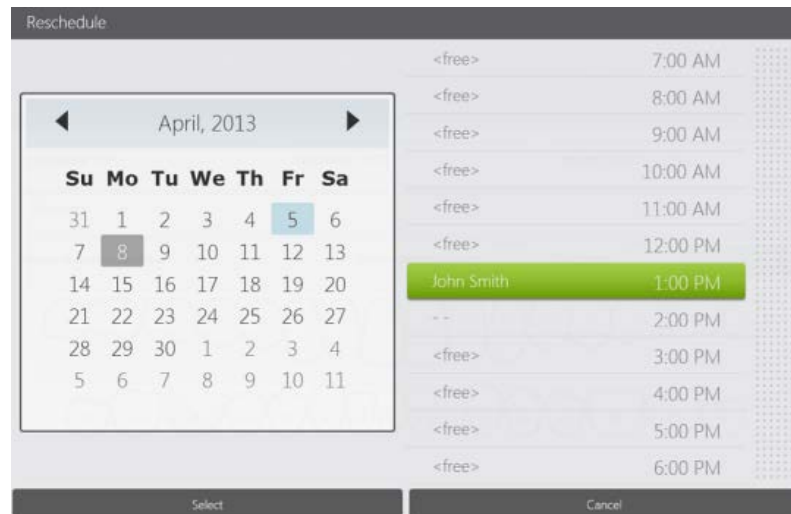 Reschedule
April, 2013
Su Mo Tu We Th Fr Sa
31 1 2 3 4 5 6
7 8 9 10 11 12 13
14 15 16 17 18 19 20
21 22 23 24 25 26 27
28 29 30 1 2 3 4
5 6 7 8 9 10 11
<free> 7:00 AM
<free> 8:00 AM
<free> 9:00 AM
<free> 10:00 AM
<free> 11:00 AM
<free> 12:00 PM
John Smith 1:00 PM
- - 2:00 PM
<free> 3:00 PM
<free> 4:00 PM
<free> 5:00 PM
<free> 6:00 PM
Select
Cancel